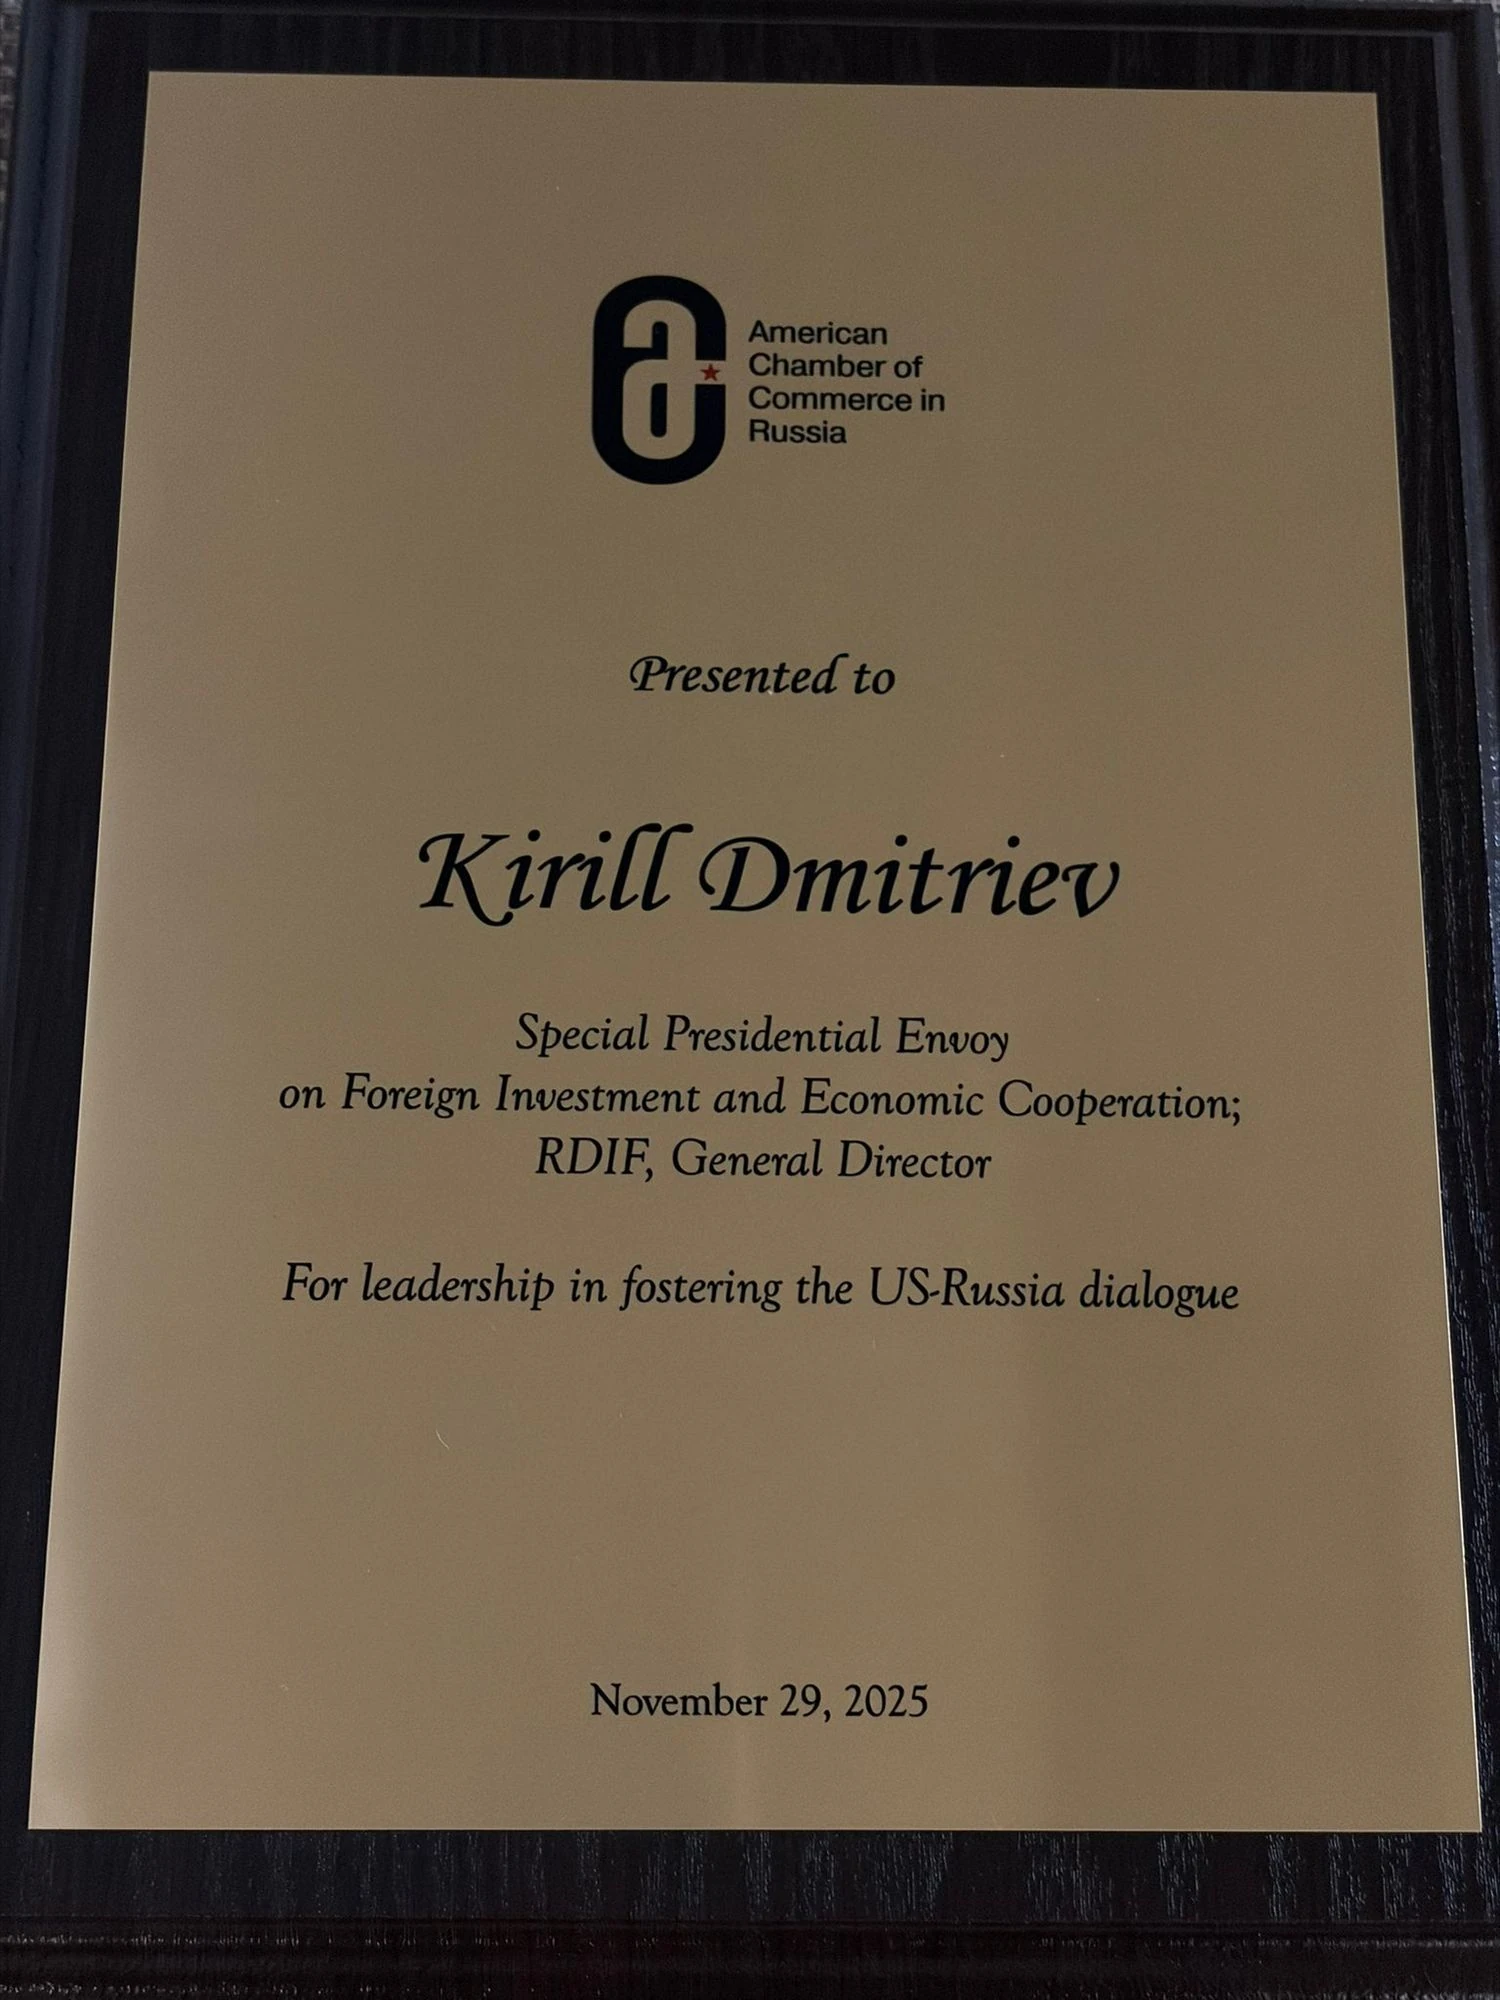 American
Chamber of
Commerce in
Russia
Presented to
Kirill Dmitriev
Special Presidential Envoy
on Foreign Investment and Economic Cooperation;
RDIF, General Director
For leadership in fostering the US-Russia dialogue
November 29, 2025